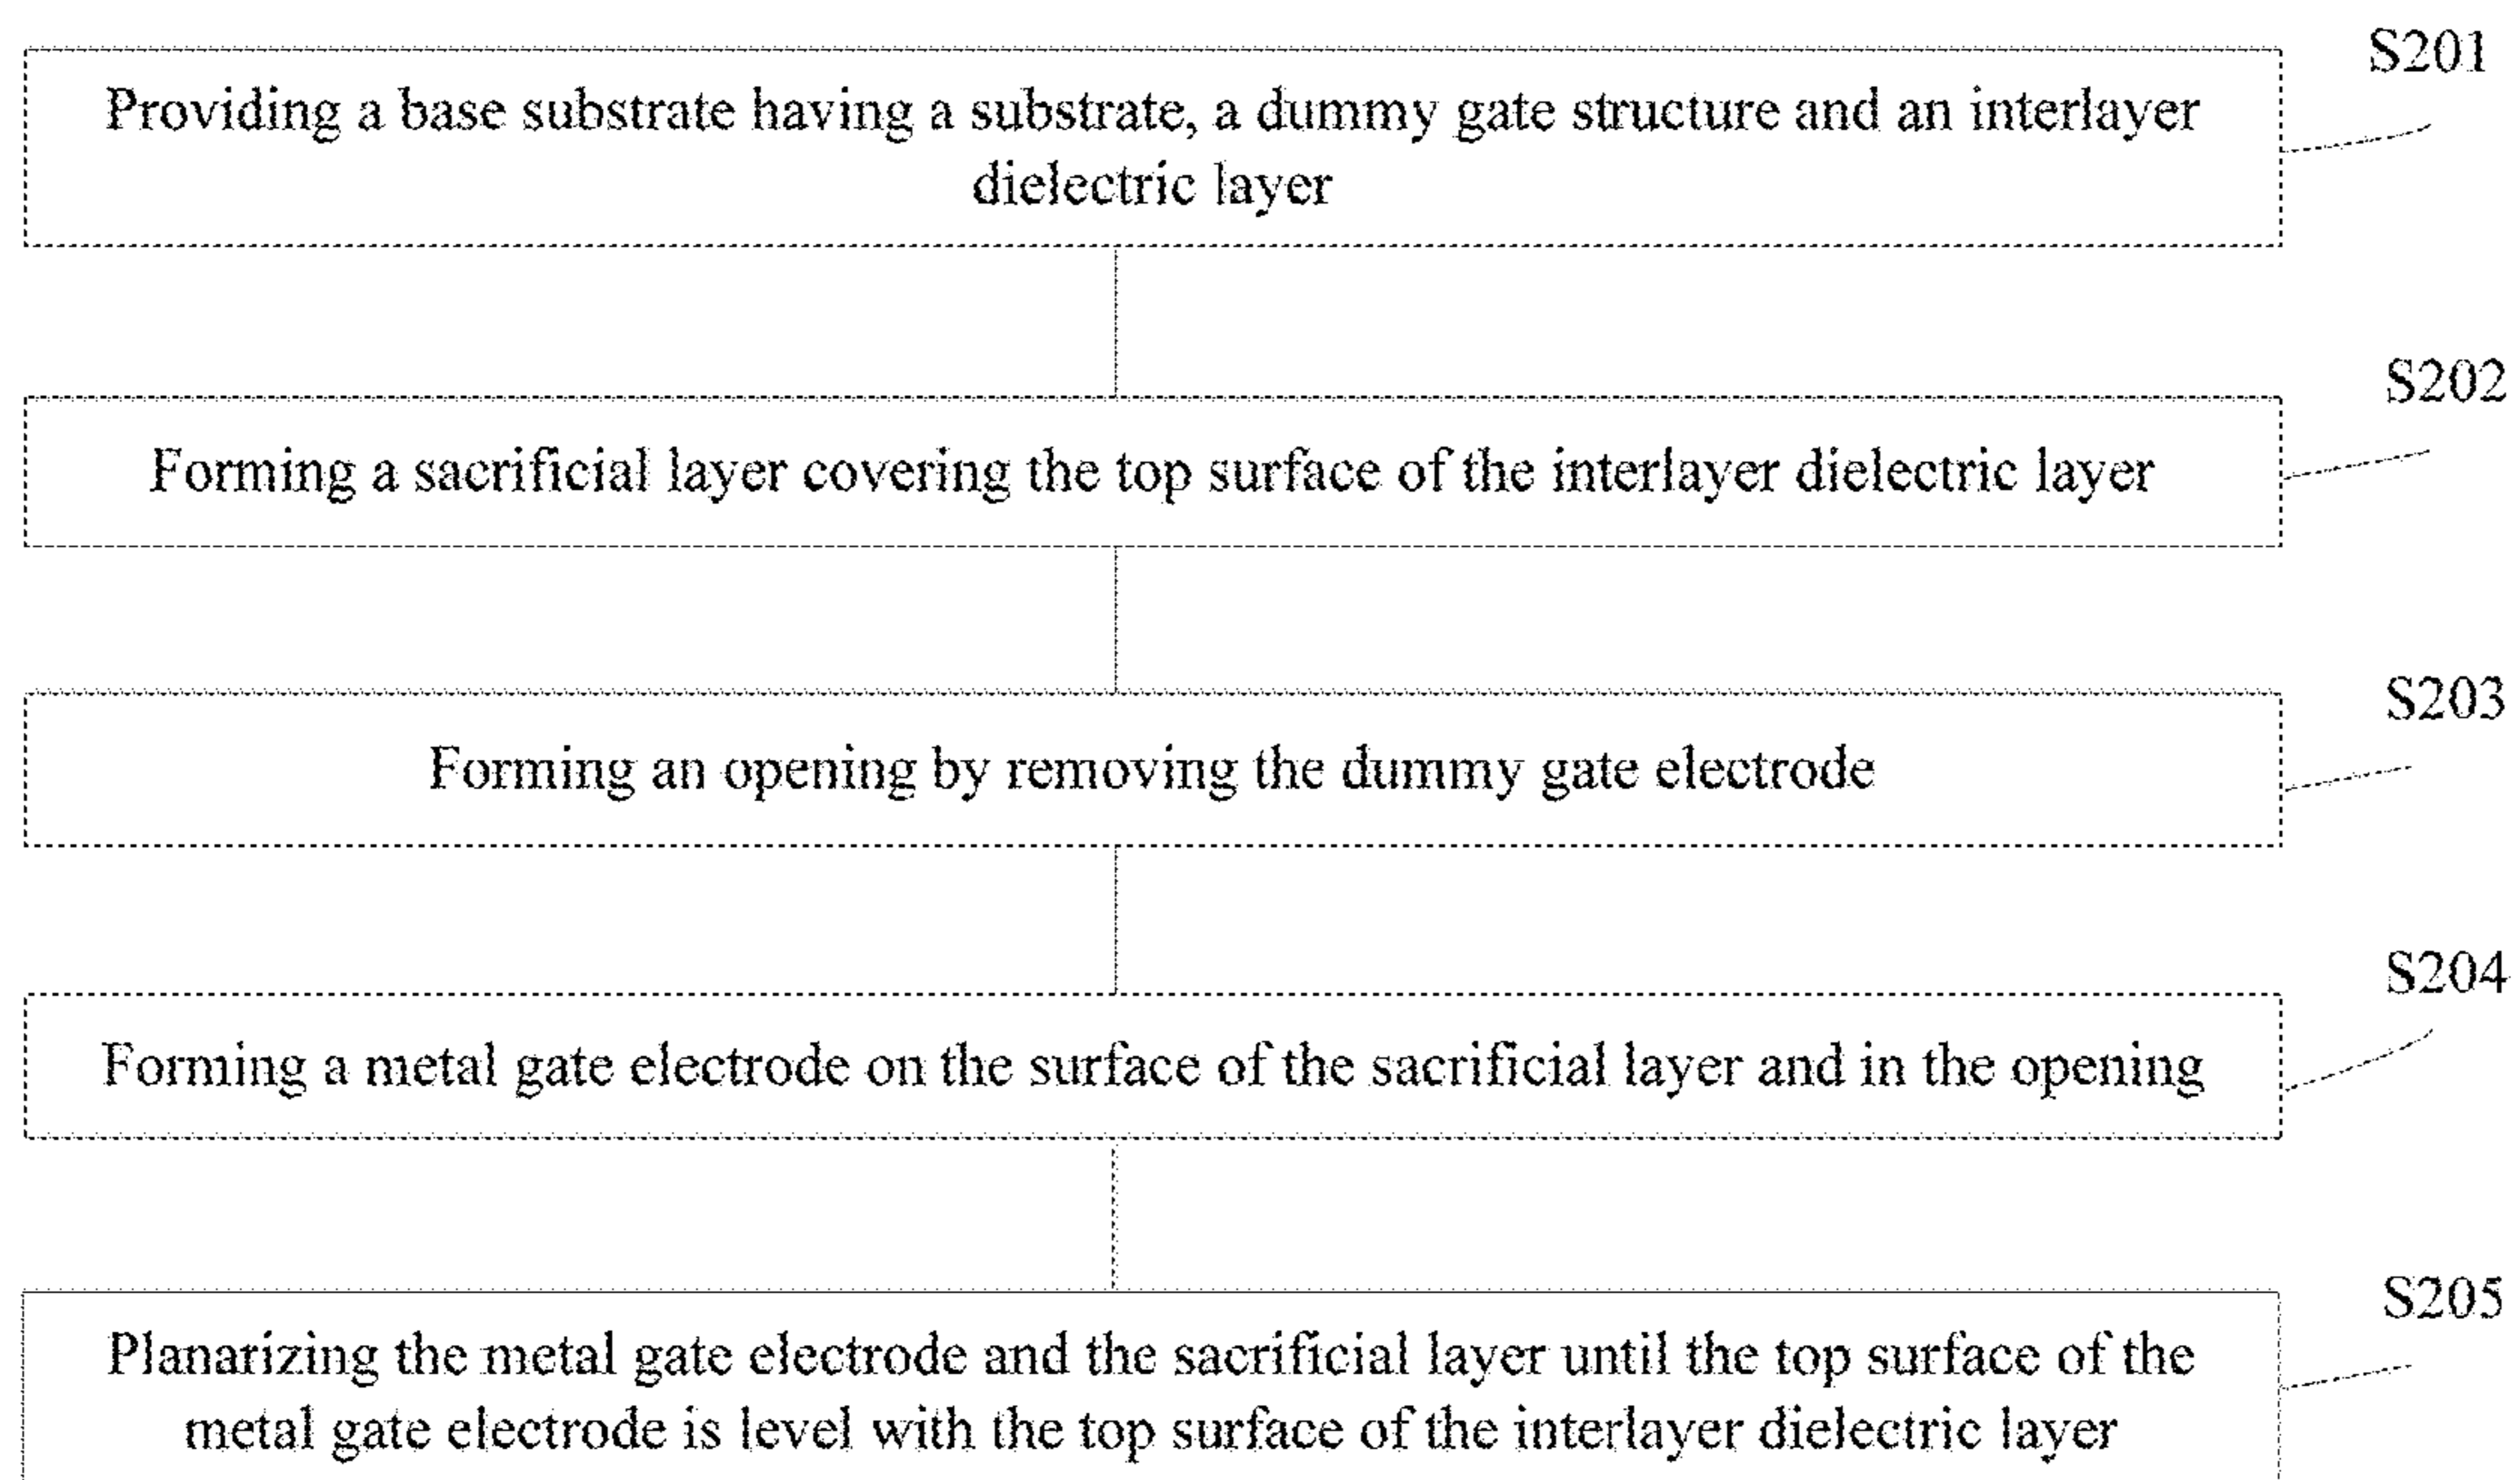 S201
Providing a base substrate having a substrate, a dummy gate structure and an interlayer
dielectric layer
S202
Forming a sacrificial layer covering the top surface of the interlayer dielectric layer
S203
Forming an opening by removing the dummy gate electrode
S204
Forming a metal gate electrode on the surface of the sacrificial layer and in the opening
S205
Planarizing the metal gate electrode and the sacrificial layer until the top surface of the
metal gate electrode is level with the top surface of the interlayer dielectric layer